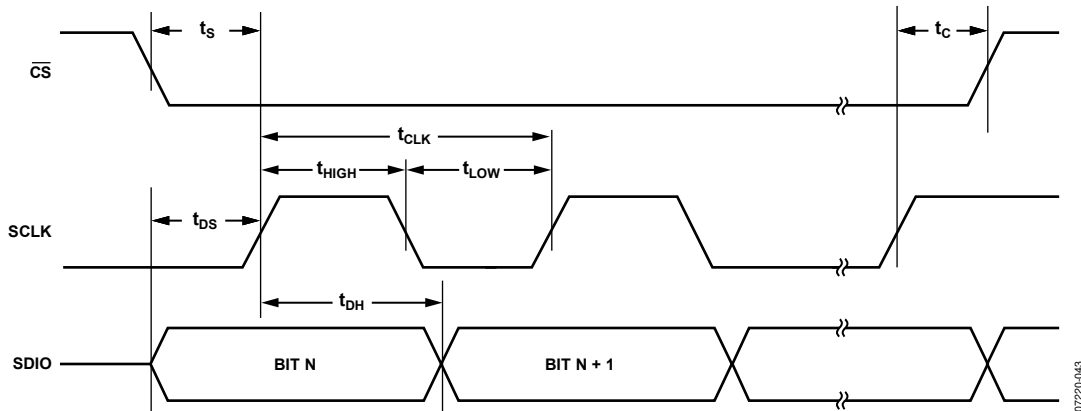 tS
tC
CS
tCLK
tHIGH
tLOW
tDS
SCLK
tDH
SDIO
BIT N
BIT N + 1
07220-043